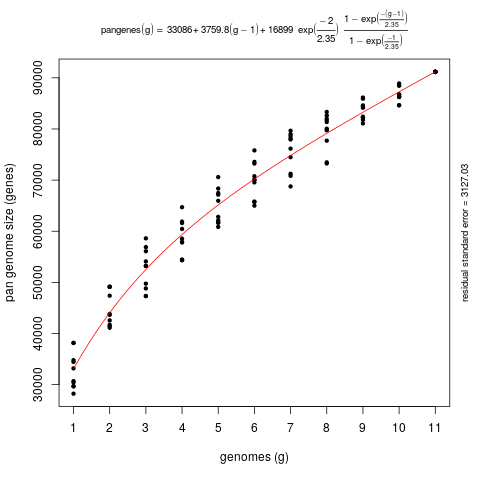 pangenes(g) = 33086+ 3759.8(g − 1) + 16899 exp(−2/2.35) (1 − exp(−(g−1)/2.35))/(1 − exp(−1/2.35))
90000
80000
70000
60000
50000
40000
30000
pan genome size (genes)
residual standard error = 3127.03
1 2 3 4 5 6 7 8 9 10 11
genomes (g)